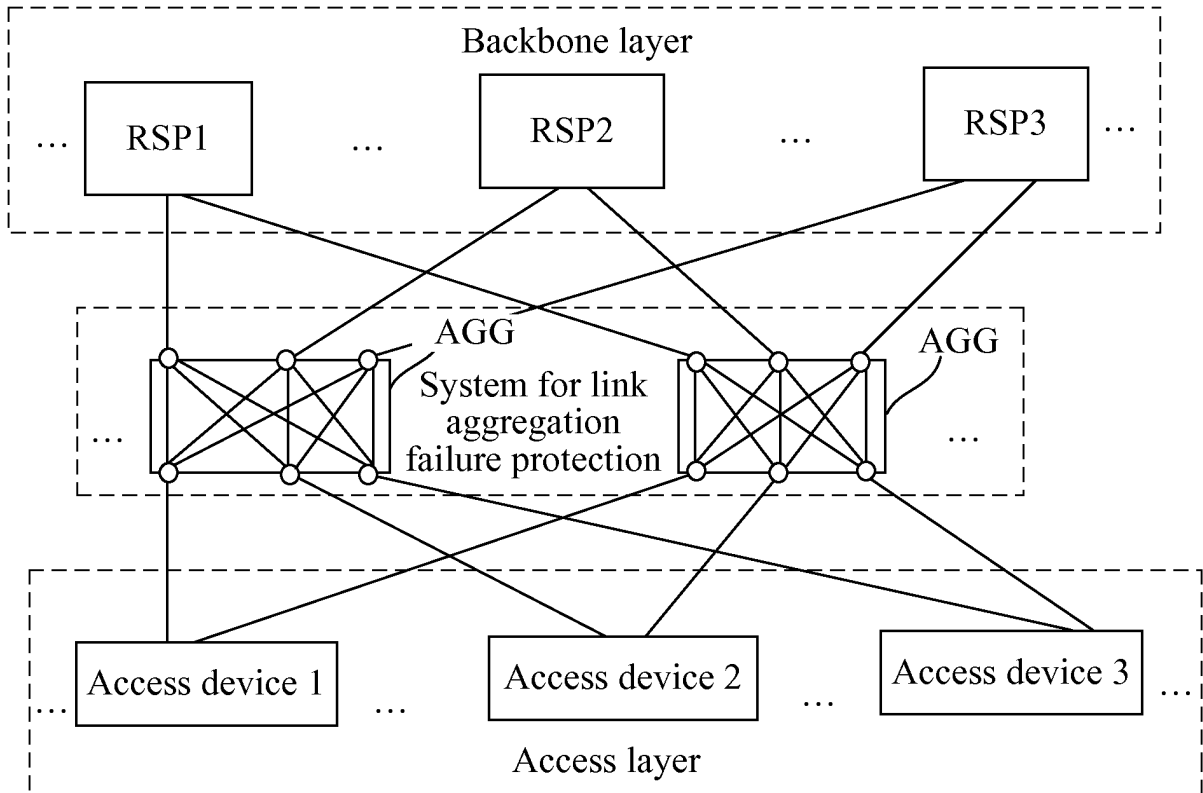 Backbone layer
RSP1
RSP2
RSP3
…
…
…
…
AGG
AGG
System for link
aggregation
failure protection
…
…
Access device 1
Access device 2
Access device 3
…
…
…
…
Access layer